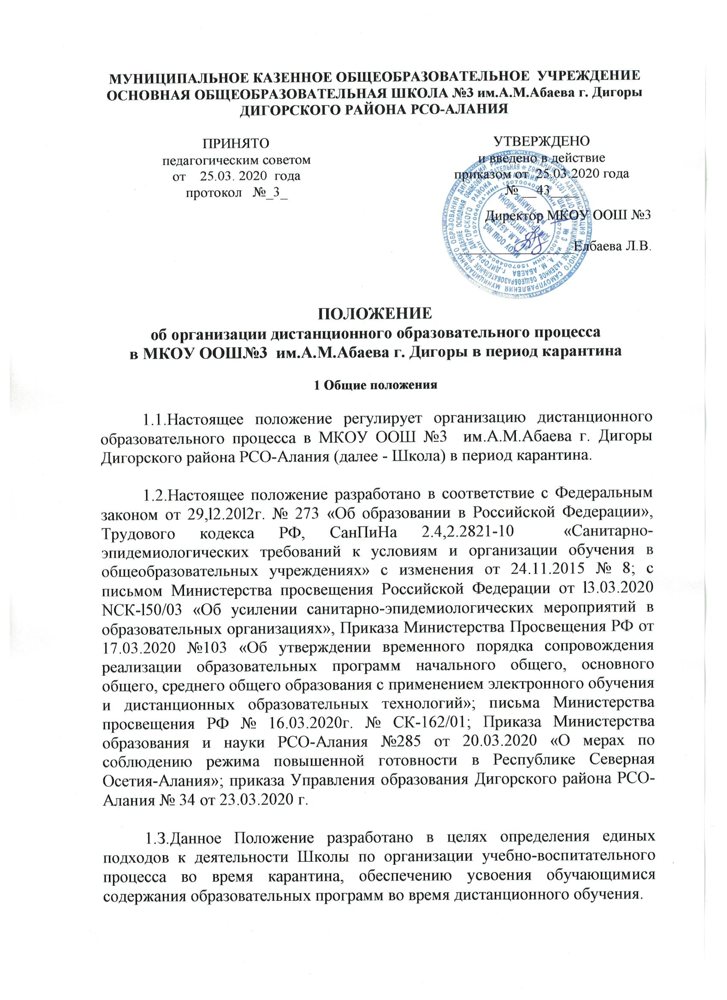 МУНИЦИПАЛЬНОЕ КАЗЕННОЕ ОБЩЕОБРАЗОВАТЕЛЬНОЕ УЧРЕЖДЕНИЕ
ОСНОВНАЯ ОБЩЕОБРАЗОВАТЕЛЬНАЯ ШКОЛА №3 им.А.М.Абаева г. Дигоры
ДИГОРСКОГО РАЙОНА РСО-АЛАНИЯ
ПРИНЯТО
педагогическим советом
от 25.03. 2020 года
протокол №_3_
УТВЕРЖДЕНО
и введено в действие
приказом от 25.03.2020 года
№ __43____
Директор МКОУ ООШ №3
________________Елбаева Л.В.
ПОЛОЖЕНИЕ
об организации дистанционного образовательного процесса
в МКОУ ООШ№3 им.А.М.Абаева г. Дигоры в период карантина
1 Общие положения
1.1.Настоящее положение регулирует организацию дистанционного
образовательного процесса в МКОУ ООШ №3 им.А.М.Абаева г. Дигоры
Дигорского района РСО-Алания (далее - Школа) в период карантина.
1.2.Настоящее положение разработано в соответствие с Федеральным
законом от 29,l2.20l2г. № 273 «Об образовании в Российской Федерации»,
Трудового кодекса РФ, СанПиНа 2.4,2.2821-10 «Санитарно-
эпидемиологических требований к условиям и организации обучения в
общеобразовательных учреждениях» с изменения от 24.11.2015 № 8; с
письмом Министерства просвещения Российской Федерации от l3.03.2020
NСК-l50/03 «Об усилении санитарно-эпидемиологических мероприятий в
образовательных организациях», Приказа Министерства Просвещения РФ от
17.03.2020 №103 «Об утверждении временного порядка сопровождения
реализации образовательных программ начального общего, основного
общего, среднего общего образования с применением электронного обучения
и дистанционных образовательных технологий»; письма Министерства
просвещения РФ № 16.03.2020г. № СК-162/01; Приказа Министерства
образования и науки РСО-Алания №285 от 20.03.2020 «О мерах по
соблюдению режима повышенной готовности в Республике Северная
Осетия-Алания»; приказа Управления образования Дигорского района РСО-
Алания № 34 от 23.03.2020 г.
1.З.Данное Положение разработано в целях определения единых
подходов к деятельности Школы по организации учебно-воспитательного
процесса во время карантина, обеспечению усвоения обучающимися
содержания образовательных программ во время дистанционного обучения.